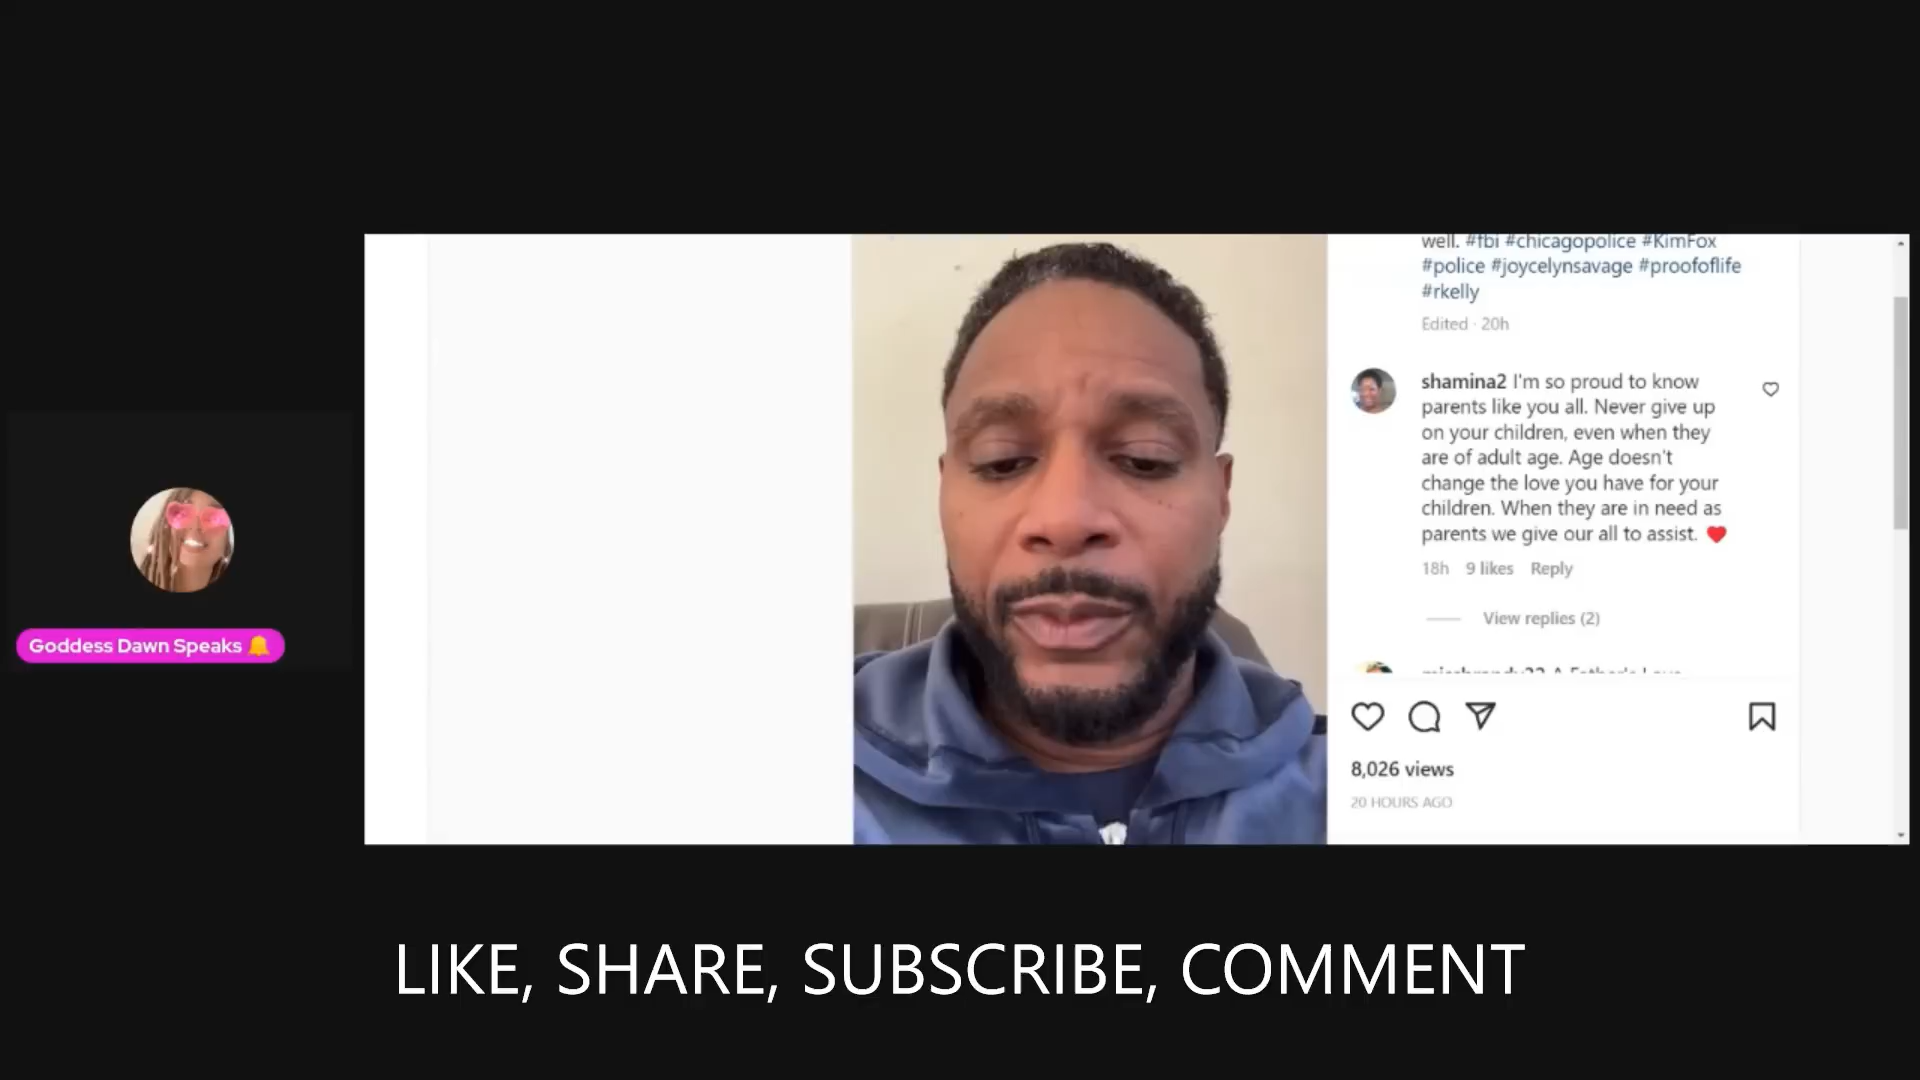 well. #fbi #chicagopolice #KimFox
#police #joycelynsavage #proofoflife
#rkelly
Edited · 20h
shamina2 I'm so proud to know
parents like you all. Never give up
on your children, even when they
are of adult age. Age doesn't
change the love you have for your
children. When they are in need as
parents we give our all to assist. ❤️
18h 9 likes Reply
View replies (2)
A Father's Love
8,026 views
20 HOURS AGO
Goddess Dawn Speaks 🔔
LIKE, SHARE, SUBSCRIBE, COMMENT